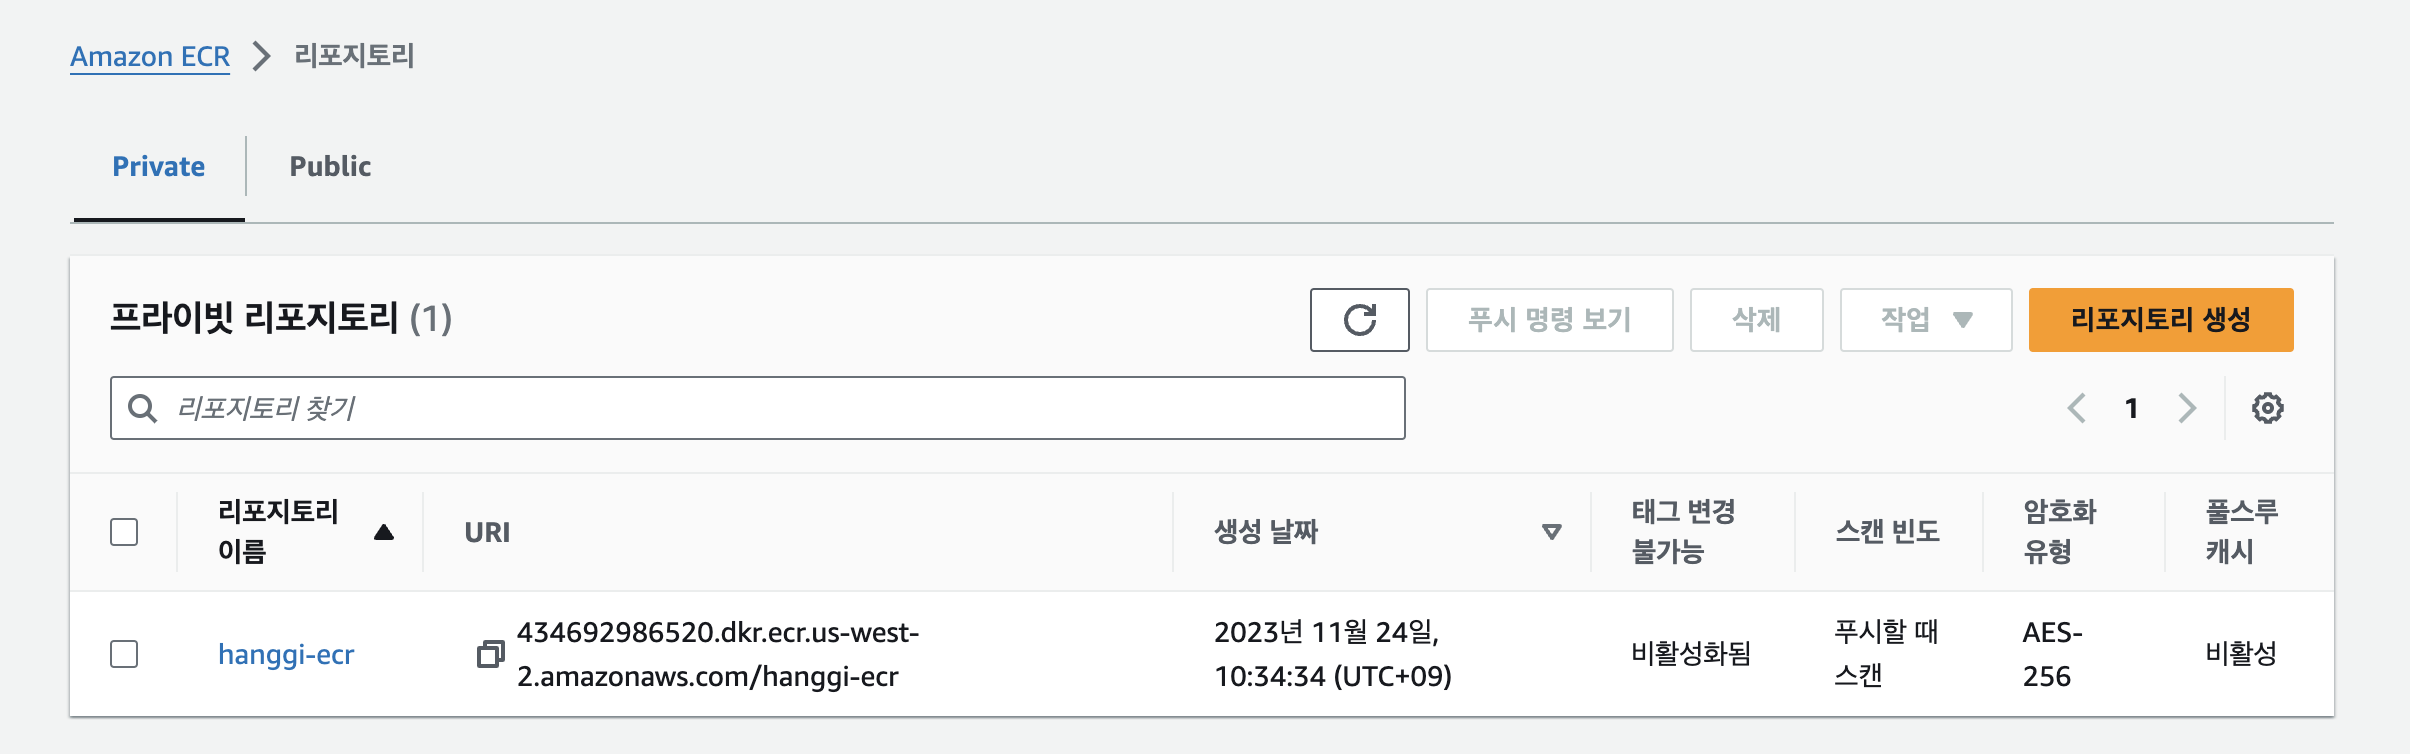 Amazon ECR
리포지토리
Private
Public
프라이빗 리포지토리 (1)
푸시 명령 보기
삭제
작업
리포지토리 생성
리포지토리 찾기
1
리포지토리
이름
URI
생성 날짜
태그 변경
불가능
스캔 빈도
암호화
유형
풀스루
캐시
hanggi-ecr
434692986520.dkr.ecr.us-west-
2.amazonaws.com/hanggi-ecr
2023년 11월 24일,
10:34:34 (UTC+09)
비활성화됨
푸시할 때
스캔
AES-
256
비활성